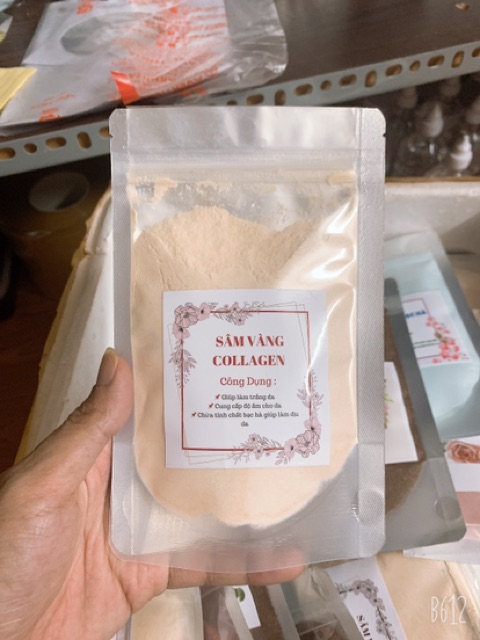 SÂM VÀNG
COLLAGEN
Công Dụng :
Giúp làm trắng da
Cung cấp độ ẩm cho da
Chứa tinh chất bạc hà giúp làm dịu
da
SÂM
B612